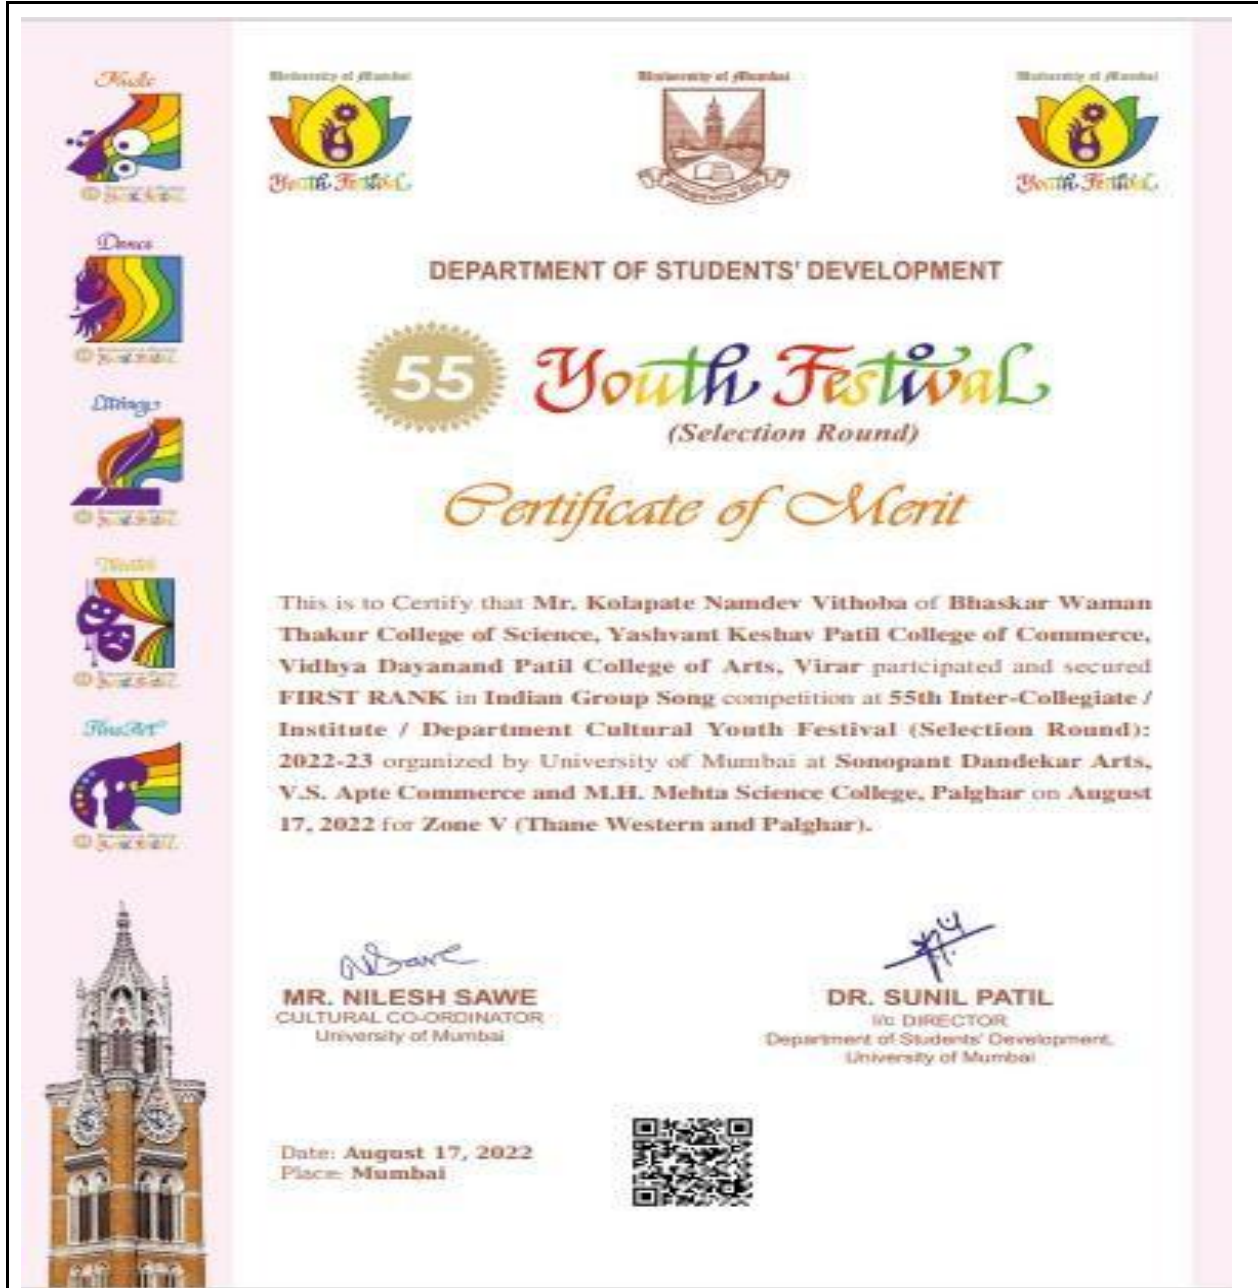 University of Mumbai
University of Mumbai
University of Mumbai
Youth Festival
Youth Festival
Dance
DEPARTMENT OF STUDENTS' DEVELOPMENT
55 Youth Festival
(Selection Round)
Certificate of Merit
Theatre
Fine Art
This is to Certify that Mr. Kolapate Namdev Vithoba of Bhaskar Waman
Thakur College of Science, Yashvant Keshav Patil College of Commerce,
Vidhya Dayanand Patil College of Arts, Virar partcipated and secured
FIRST RANK in Indian Group Song competition at 55th Inter-Collegiate /
Institute / Department Cultural Youth Festival (Selection Round):
2022-23 organized by University of Mumbai at Sonopant Dandekar Arts,
V.S. Apte Commerce and M.H. Mehta Science College, Palghar on August
17, 2022 for Zone V (Thane Western and Palghar).
MR. NILESH SAWE
CULTURAL CO-ORDINATOR
University of Mumbai
DR. SUNIL PATIL
I/c DIRECTOR
Department of Students' Development,
University of Mumbai
Date: August 17, 2022
Place: Mumbai